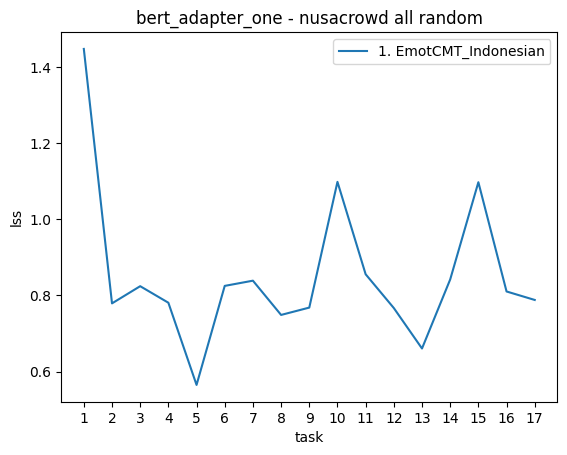 bert_adapter_one - nusacrowd all random
1. EmotCMT_Indonesian
1.4
1.2
1.0
0.8
0.6
lss
1 2 3 4 5 6 7 8 9 10 11 12 13 14 15 16 17
task